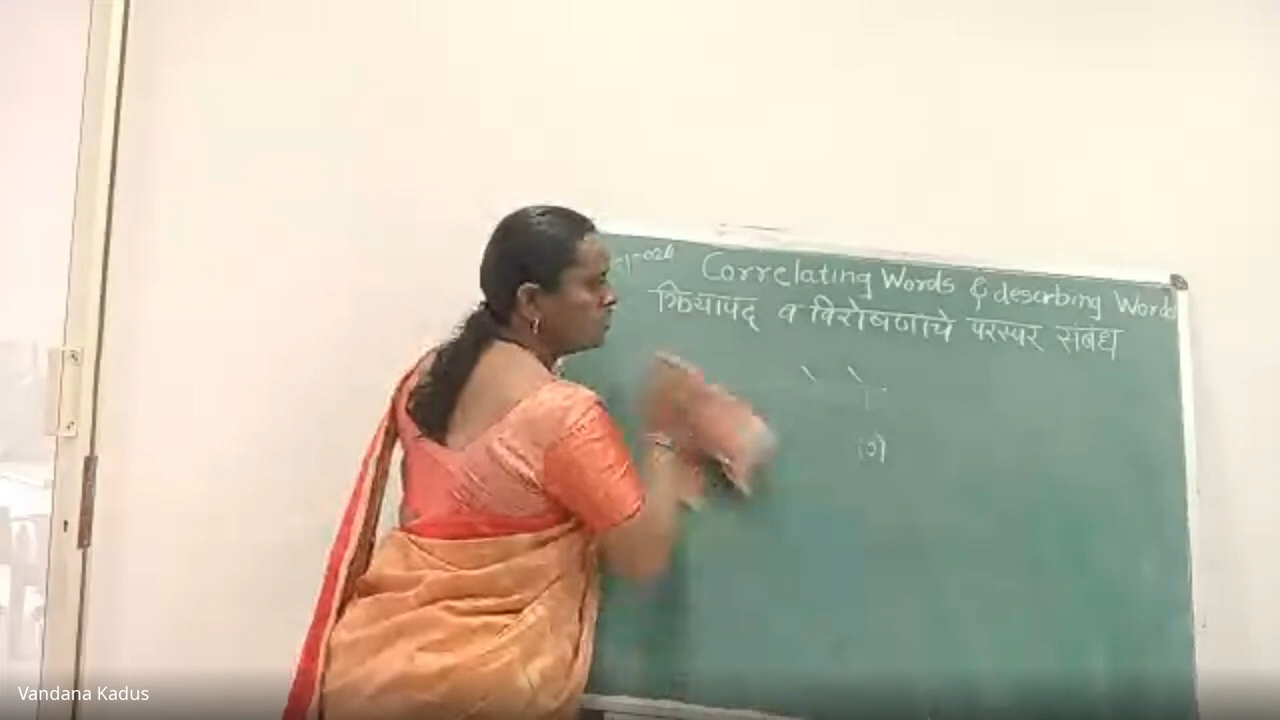 Correlating Words & describing Words
क्रियापद व विशेषणाचे परस्पर संबंध
Vandana Kadus